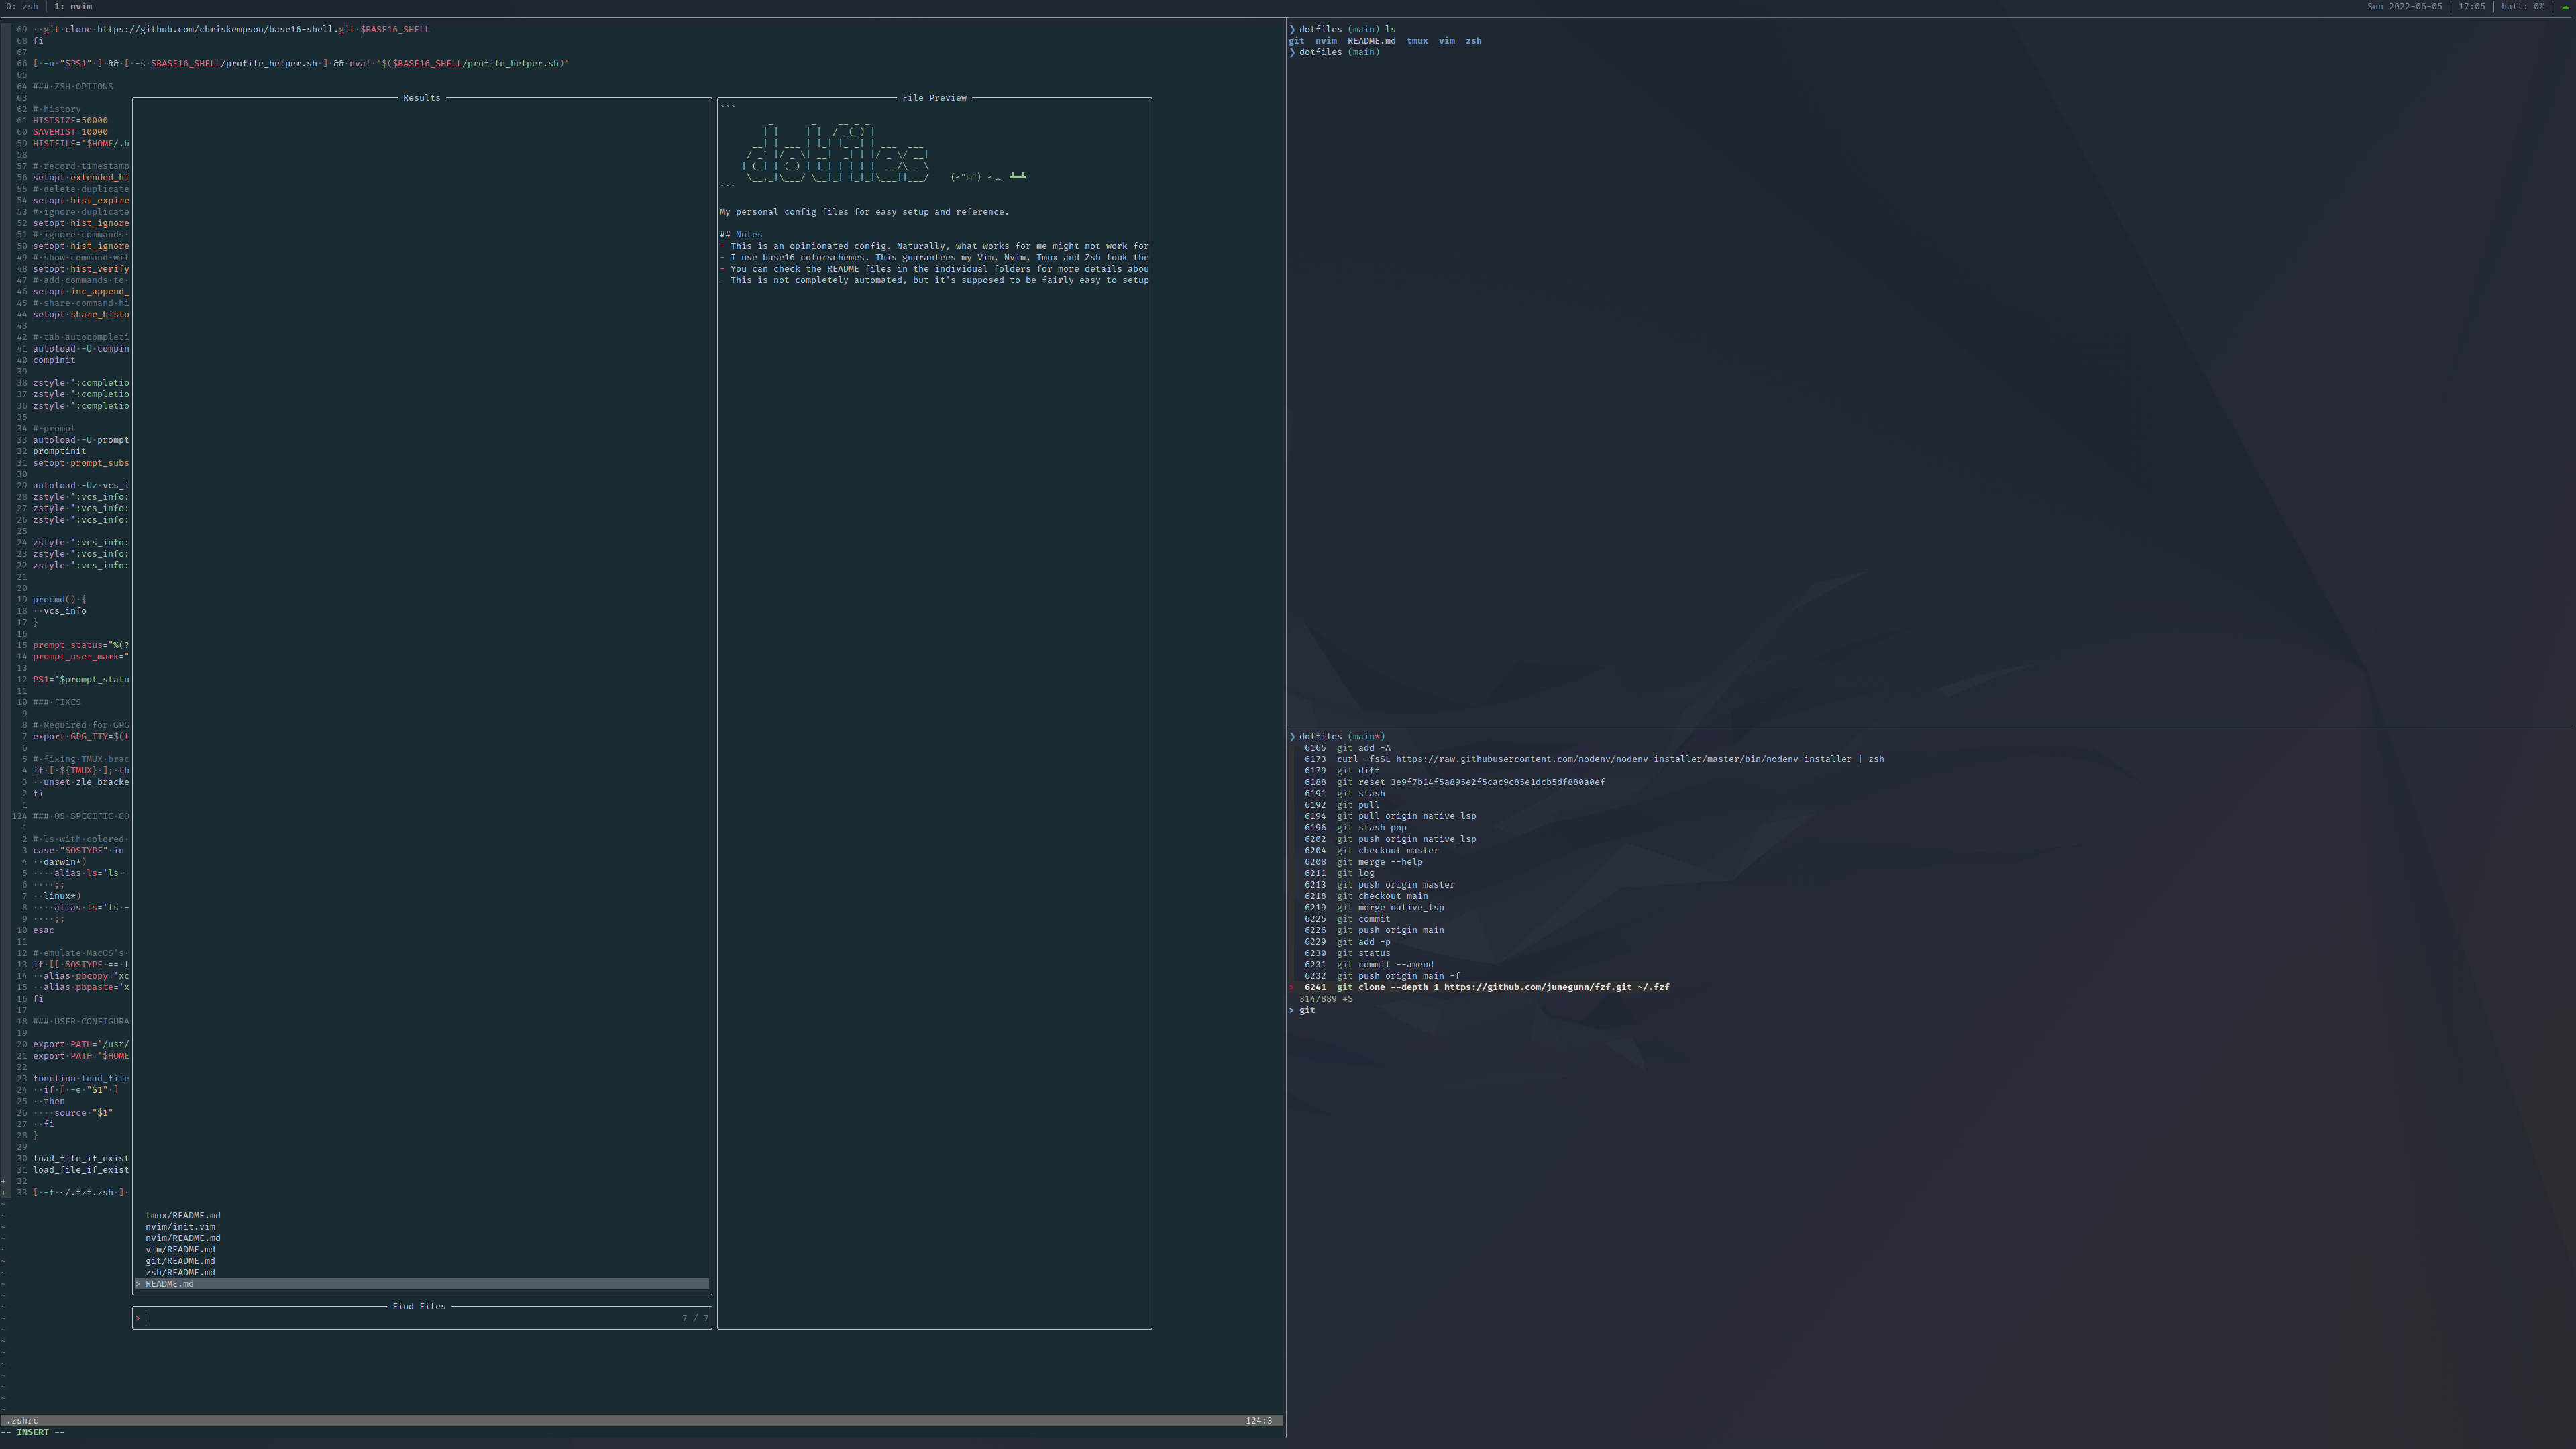 0: zsh │ 1: nvim
Sun 2022-06-05 │ 17:05 │ batt: 0% │ ☁
69 ··git·clone·https://github.com/chriskempson/base16-shell.git·$BASE16_SHELL
68 fi
67
66 [·-n·"$PS1"·]·&&·[·-s·$BASE16_SHELL/profile_helper.sh·]·&&·eval·"$($BASE16_SHELL/profile_helper.sh)"
65
64 ###·ZSH·OPTIONS
63
62 #·history
61 HISTSIZE=50000
60 SAVEHIST=10000
59 HISTFILE="$HOME/.h
58
57 #·record·timestamp
56 setopt·extended_hi
55 #·delete·duplicate
54 setopt·hist_expire
53 #·ignore·duplicate
52 setopt·hist_ignore
51 #·ignore·commands·
50 setopt·hist_ignore
49 #·show·command·wit
48 setopt·hist_verify
47 #·add·commands·to·
46 setopt·inc_append_
45 #·share·command·hi
44 setopt·share_histo
43
42 #·tab·autocompleti
41 autoload·-U·compin
40 compinit
39
38 zstyle·':completio
37 zstyle·':completio
36 zstyle·':completio
35
34 #·prompt
33 autoload·-U·prompt
32 promptinit
31 setopt·prompt_subs
30
29 autoload·-Uz·vcs_i
28 zstyle·':vcs_info:
27 zstyle·':vcs_info:
26 zstyle·':vcs_info:
25
24 zstyle·':vcs_info:
23 zstyle·':vcs_info:
22 zstyle·':vcs_info:
21
20
19 precmd()·{
18 ··vcs_info
17 }
16
15 prompt_status="%(?
14 prompt_user_mark="
13
12 PS1='$prompt_statu
11
10 ###·FIXES
9
8 #·Required·for·GPG
7 export·GPG_TTY=$(t
6
5 #·fixing·TMUX·brac
4 if·[·${TMUX}·];·th
3 ··unset·zle_bracke
2 fi
1
124 ###·OS·SPECIFIC·CO
1
2 #·ls·with·colored·
3 case·"$OSTYPE"·in
4 ··darwin*)
5 ····alias·ls='ls·-
6 ····;;
7 ··linux*)
8 ····alias·ls='ls·-
9 ····;;
10 esac
11
12 #·emulate·MacOS's·
13 if·[[·$OSTYPE·==·l
14 ··alias·pbcopy='xc
15 ··alias·pbpaste='x
16 fi
17
18 ###·USER·CONFIGURA
19
20 export·PATH="/usr/
21 export·PATH="$HOME
22
23 function·load_file
24 ··if·[·-e·"$1"·]
25 ··then
26 ····source·"$1"
27 ··fi
28 }
29
30 load_file_if_exist
31 load_file_if_exist
+ 32
+ 33 [·-f·~/.fzf.zsh·]·
Results
tmux/README.md
nvim/init.vim
nvim/README.md
vim/README.md
git/README.md
zsh/README.md
> README.md
Find Files
> 7 / 7
File Preview
```
     _       _    __ _ _
    | |     | |  / _(_) |
  __| | ___ | |_| |_ _| | ___  ___
 / _` |/ _ \| __|  _| | |/ _ \/ __|
| (_| | (_) | |_| | | | |  __/\__ \
 \__,_|\___/ \__|_| |_|_|\___||___/    (╯°□°) ╯︵ ┻━┻
```
My personal config files for easy setup and reference.
## Notes
- This is an opinionated config. Naturally, what works for me might not work for
- I use base16 colorschemes. This guarantees my Vim, Nvim, Tmux and Zsh look the
- You can check the README files in the individual folders for more details abou
- This is not completely automated, but it's supposed to be fairly easy to setup
.zshrc 124:3
-- INSERT --
❯ dotfiles (main) ls
git  nvim  README.md  tmux  vim  zsh
❯ dotfiles (main)
❯ dotfiles (main*)
6165  git add -A
6173  curl -fsSL https://raw.githubusercontent.com/nodenv/nodenv-installer/master/bin/nodenv-installer | zsh
6179  git diff
6188  git reset 3e9f7b14f5a895e2f5cac9c85e1dcb5df880a0ef
6191  git stash
6192  git pull
6194  git pull origin native_lsp
6196  git stash pop
6202  git push origin native_lsp
6204  git checkout master
6208  git merge --help
6211  git log
6213  git push origin master
6218  git checkout main
6219  git merge native_lsp
6225  git commit
6226  git push origin main
6229  git add -p
6230  git status
6231  git commit --amend
6232  git push origin main -f
> 6241  git clone --depth 1 https://github.com/junegunn/fzf.git ~/.fzf
314/889 +S
> git